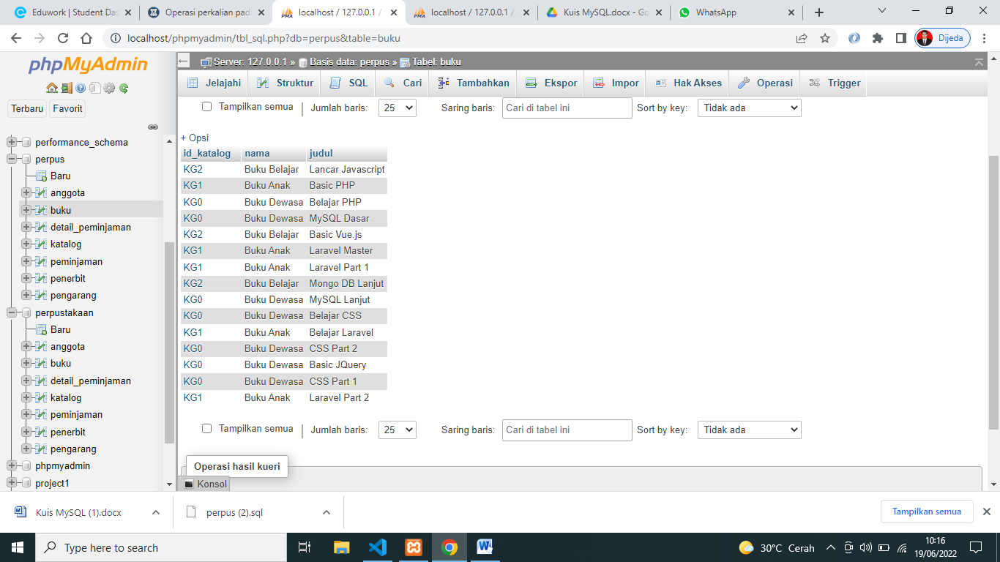 Eduwork | Student Das
Operasi perkalian pad
localhost / 127.0.0.1 /
localhost / 127.0.0.1 /
Kuis MySQL.docx - Go
WhatsApp
localhost/phpmyadmin/tbl_sql.php?db=perpus&table=buku
Dijeda
phpMyAdmin
Terbaru Favorit
performance_schema
perpus
Baru
anggota
buku
detail_peminjaman
katalog
peminjaman
penerbit
pengarang
perpustakaan
Baru
anggota
buku
detail_peminjaman
katalog
peminjaman
penerbit
pengarang
phpmyadmin
project1
Server: 127.0.0.1 » Basis data: perpus » Tabel: buku
Jelajahi Struktur SQL Cari Tambahkan Ekspor Impor Hak Akses Operasi Trigger
Tampilkan semua | Jumlah baris: 25 Saring baris: Cari di tabel ini Sort by key: Tidak ada
+ Opsi
id_katalog nama judul
KG2 Buku Belajar Lancar Javascript
KG1 Buku Anak Basic PHP
KG0 Buku Dewasa Belajar PHP
KG0 Buku Dewasa MySQL Dasar
KG2 Buku Belajar Basic Vue.js
KG1 Buku Anak Laravel Master
KG1 Buku Anak Laravel Part 1
KG2 Buku Belajar Mongo DB Lanjut
KG0 Buku Dewasa MySQL Lanjut
KG0 Buku Dewasa Belajar CSS
KG1 Buku Anak Belajar Laravel
KG0 Buku Dewasa CSS Part 2
KG0 Buku Dewasa Basic JQuery
KG0 Buku Dewasa CSS Part 1
KG1 Buku Anak Laravel Part 2
Tampilkan semua | Jumlah baris: 25 Saring baris: Cari di tabel ini Sort by key: Tidak ada
Operasi hasil kueri
Konsol
Kuis MySQL (1).docx
perpus (2).sql
Tampilkan semua
Type here to search
30°C Cerah
10:16
19/06/2022